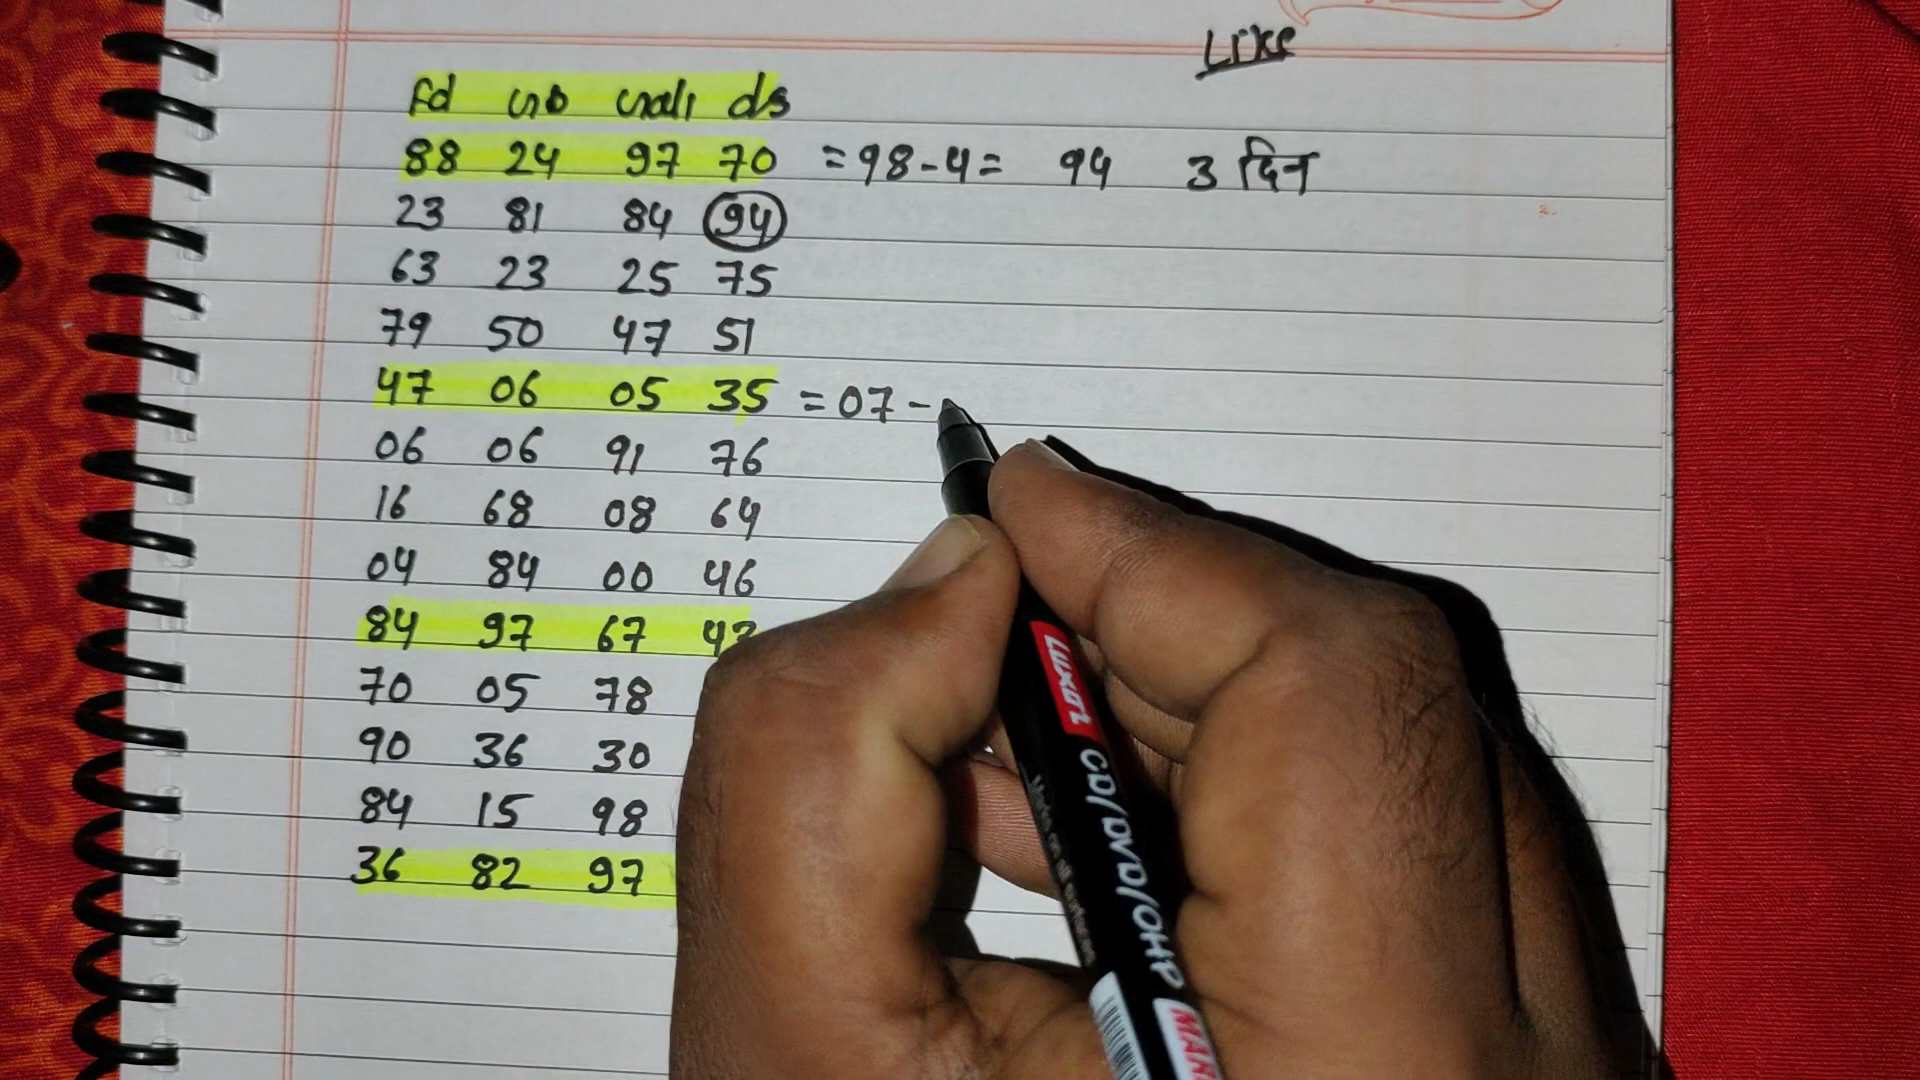 Like
Fd GB Gali ds
88 24 97 70 = 98 - 4 = 94 3 दिन
23 81 84 94
63 23 25 75
79 50 47 51
47 06 05 35 = 07 -
06 06 91 76
16 68 08 64
04 84 00 46
84 97 67
70 05 78
90 36 30
84 15 98
36 82 97
LUXOR CD/DVD/OHP MARK